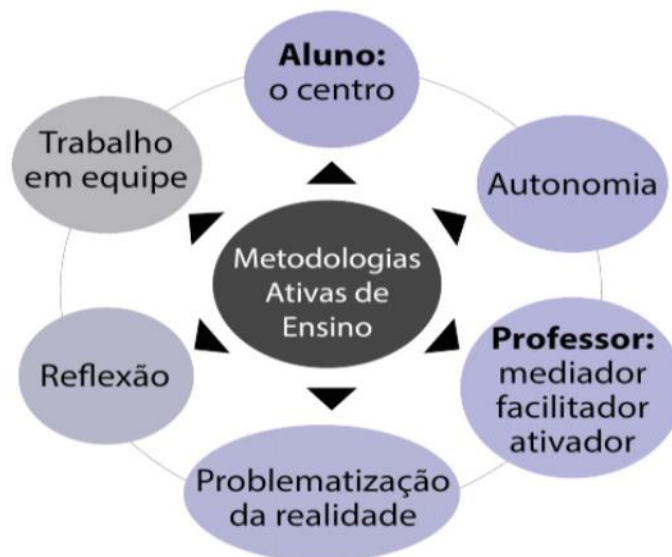 Aluno:
o centro
Trabalho
em equipe
Autonomia
Metodologias
Ativas de
Ensino
Professor:
mediador
facilitador
ativador
Reflexão
Problematização
da realidade